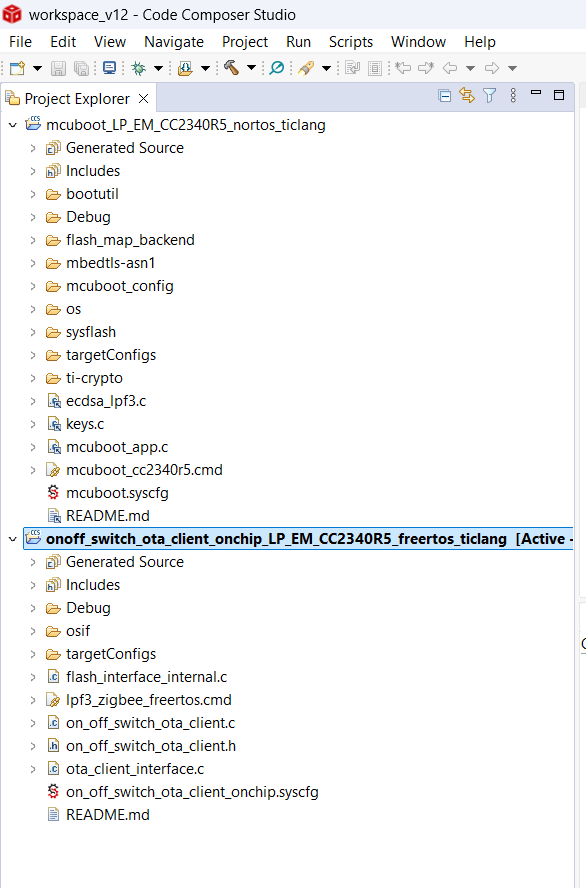 workspace_v12 - Code Composer Studio
File Edit View Navigate Project Run Scripts Window Help
Project Explorer
mcuboot_LP_EM_CC2340R5_nortos_ticlang
Generated Source
Includes
bootutil
Debug
flash_map_backend
mbedtls-asn1
mcuboot_config
os
sysflash
targetConfigs
ti-crypto
ecdsa_lpf3.c
keys.c
mcuboot_app.c
mcuboot_cc2340r5.cmd
mcuboot.syscfg
README.md
onoff_switch_ota_client_onchip_LP_EM_CC2340R5_freertos_ticlang [Active -
Generated Source
Includes
Debug
osif
targetConfigs
flash_interface_internal.c
lpf3_zigbee_freertos.cmd
on_off_switch_ota_client.c
on_off_switch_ota_client.h
ota_client_interface.c
on_off_switch_ota_client_onchip.syscfg
README.md